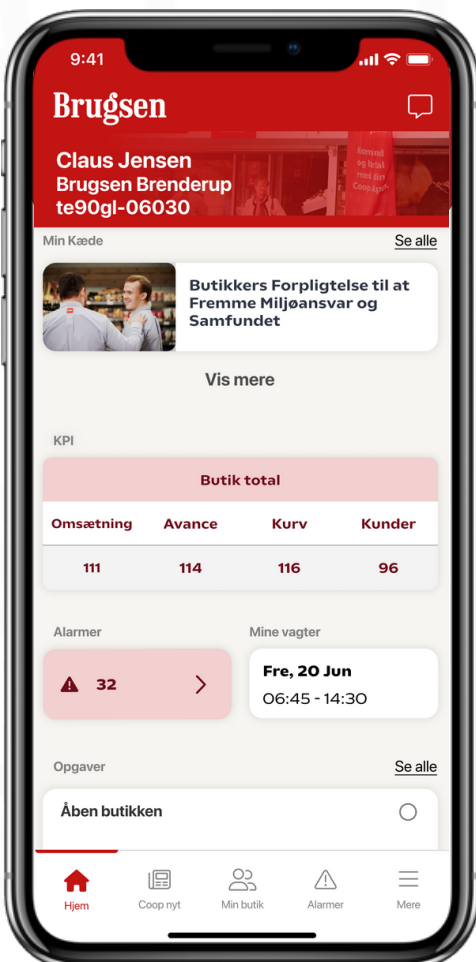 9:41
Brugsen
Claus Jensen
Brugsen Brenderup
te90gl-06030
Min Kæde
Se alle
Butikkers Forpligtelse til at
Fremme Miljøansvar og
Samfundet
Vis mere
KPI
Butik total
Omsætning Avance Kurv Kunder
111 114 116 96
Alarmer Mine vagter
32
Fre, 20 Jun
06:45 - 14:30
Opgaver Se alle
Åben butikken
Hjem Coop nyt Min butik Alarmer Mere